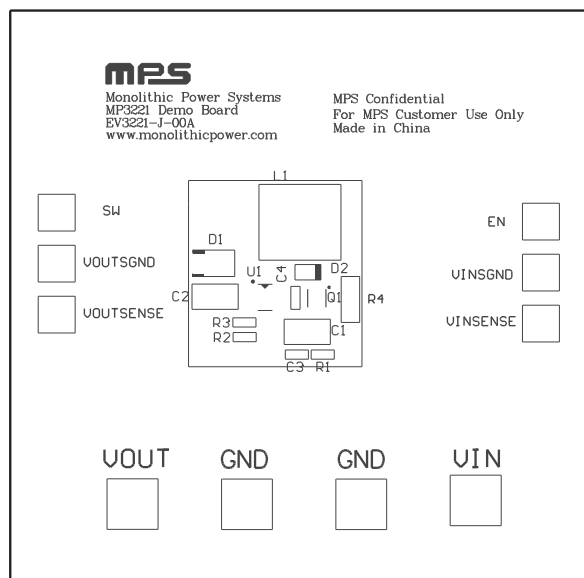 mps
Monolithic Power Systems
MP3221 Demo Board
EV3221-J-00A
www.monolithicpower.com
MPS Confidential
For MPS Customer Use Only
Made in China
L1
SW
EN
D1
VOUTSGND
VINSGND
U1
C4
D2
C2
Q1
R4
VOUTSENSE
VINSENSE
R3
C1
R2
C3
R1
VOUT
GND
GND
VIN